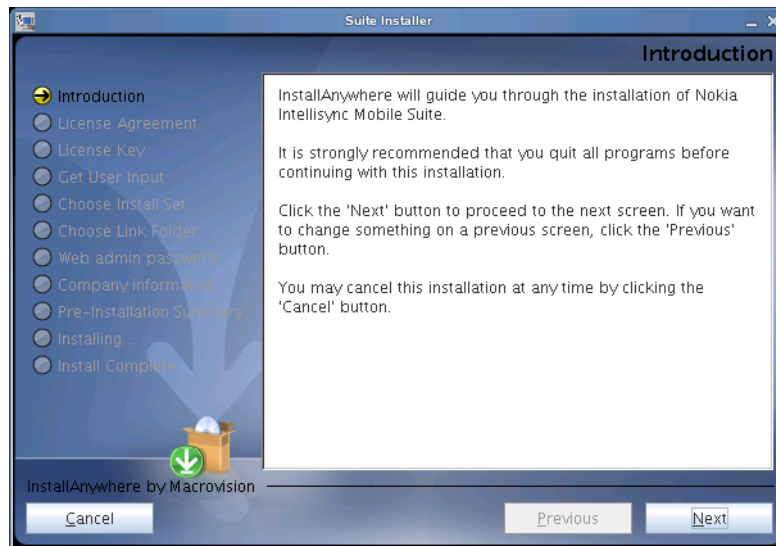 Suite Installer
Introduction
Introduction
License Agreement
License Key
Get User Input
Choose Install Set
Choose Link Folder
Web admin password
Company information
Pre-Installation Summary
Installing...
Install Complete
InstallAnywhere will guide you through the installation of Nokia
Intellisync Mobile Suite.
It is strongly recommended that you quit all programs before
continuing with this installation.
Click the 'Next' button to proceed to the next screen. If you want
to change something on a previous screen, click the 'Previous'
button.
You may cancel this installation at any time by clicking the
'Cancel' button.
InstallAnywhere by Macrovision
Cancel
Previous
Next